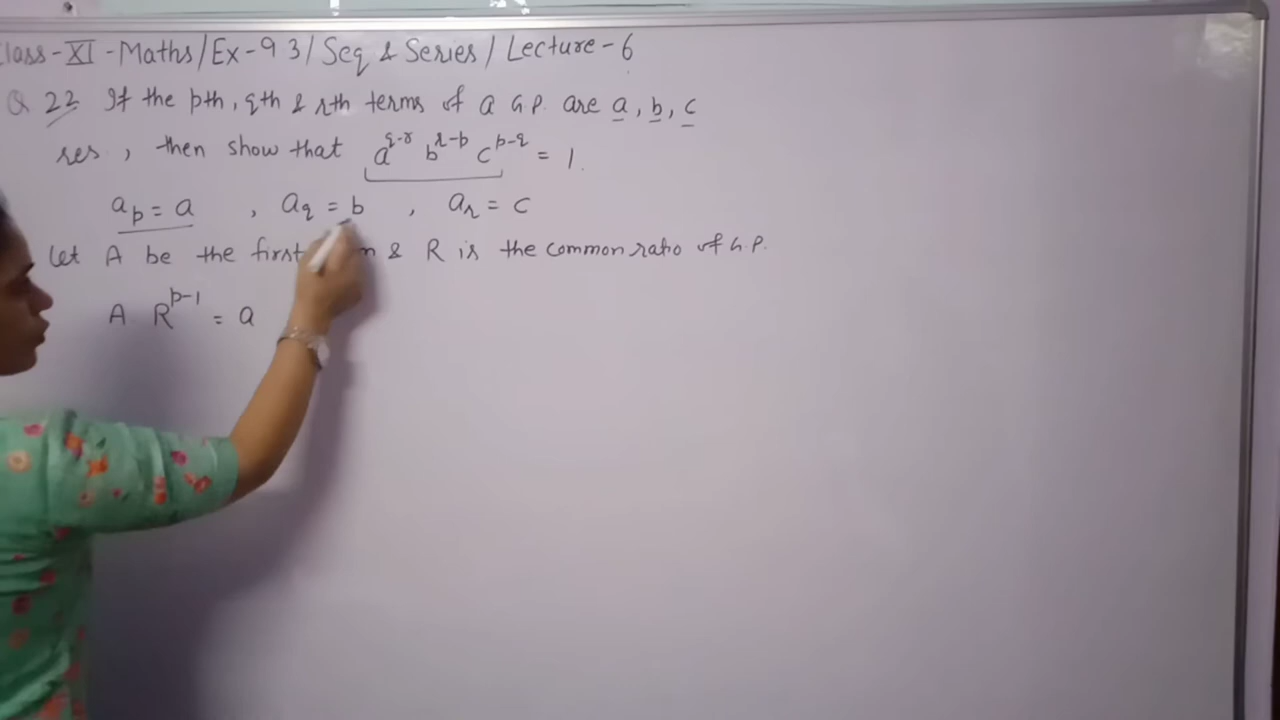 Class-XI-Maths/Ex-9 3/ Seq & Series/ Lecture-6
Q 22 If the pth, qth & rth terms of a G.P. are a, b, c
res, then show that a^{q-r} b^{r-p} c^{p-q} = 1.
a_p = a , a_q = b , a_r = c
Let A be the first & R is the common ratio of G.P.
A. R^{p-1} = a